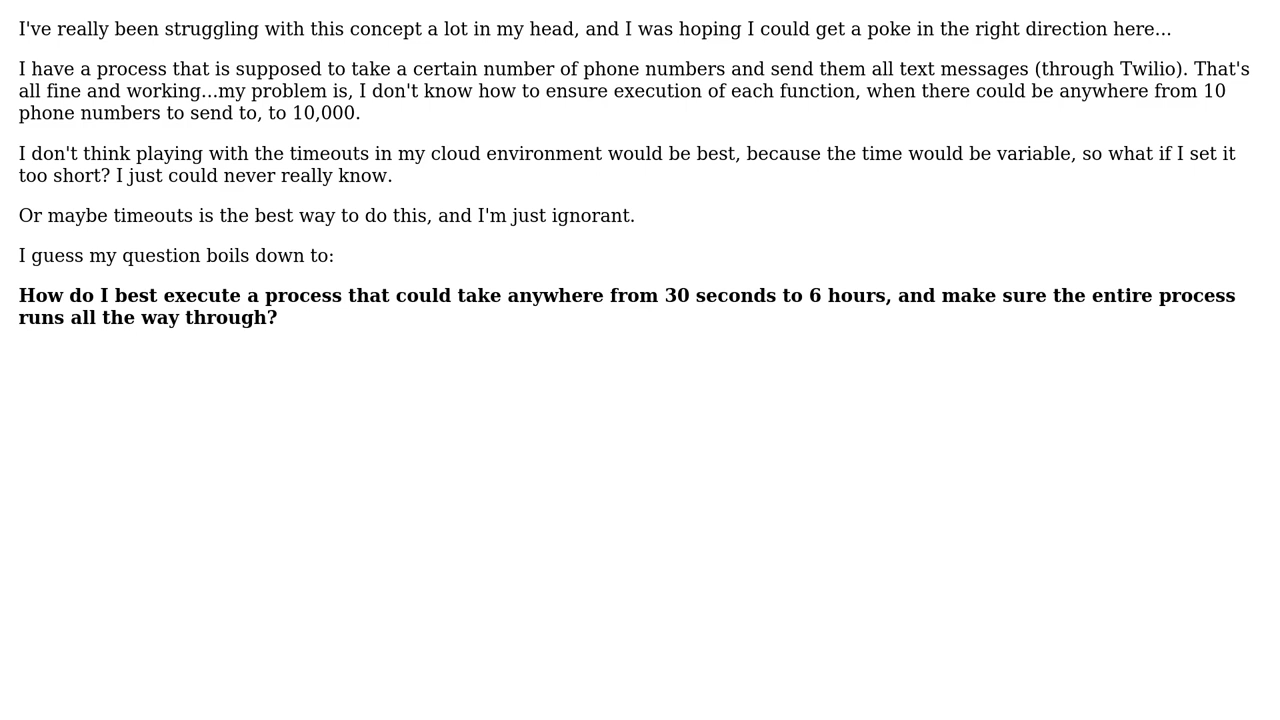 I've really been struggling with this concept a lot in my head, and I was hoping I could get a poke in the right direction here...
I have a process that is supposed to take a certain number of phone numbers and send them all text messages (through Twilio). That's
all fine and working...my problem is, I don't know how to ensure execution of each function, when there could be anywhere from 10
phone numbers to send to, to 10,000.
I don't think playing with the timeouts in my cloud environment would be best, because the time would be variable, so what if I set it
too short? I just could never really know.
Or maybe timeouts is the best way to do this, and I'm just ignorant.
I guess my question boils down to:
How do I best execute a process that could take anywhere from 30 seconds to 6 hours, and make sure the entire process
runs all the way through?